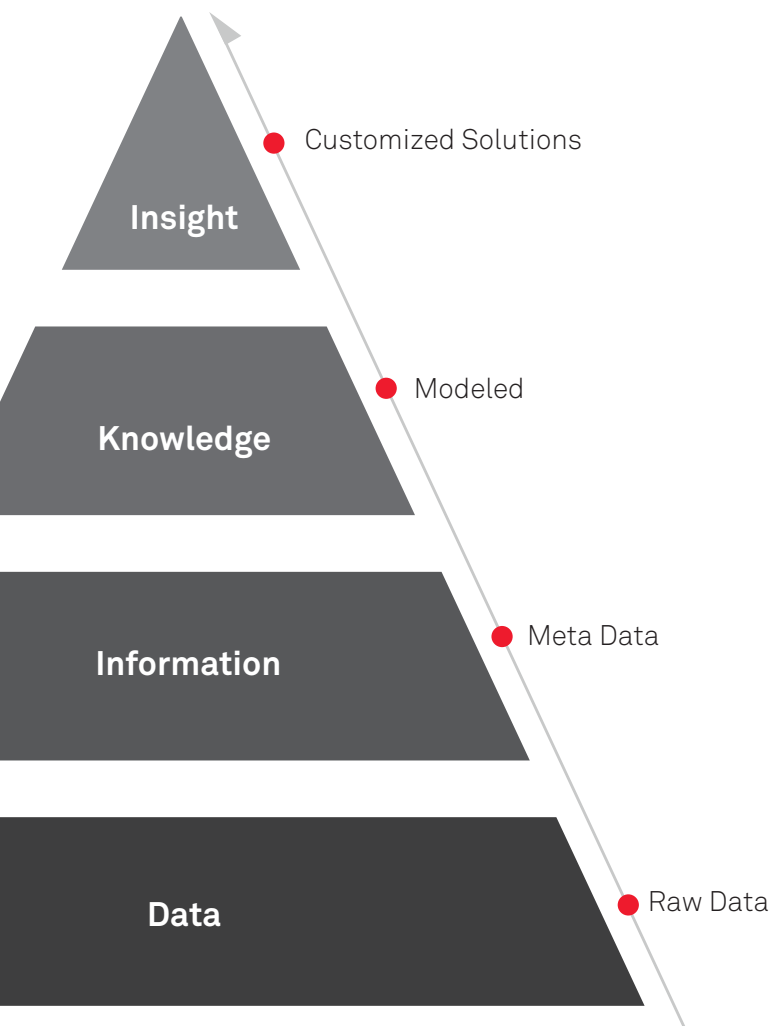 Customized Solutions
Insight
Modeled
Knowledge
Meta Data
Information
Raw Data
Data